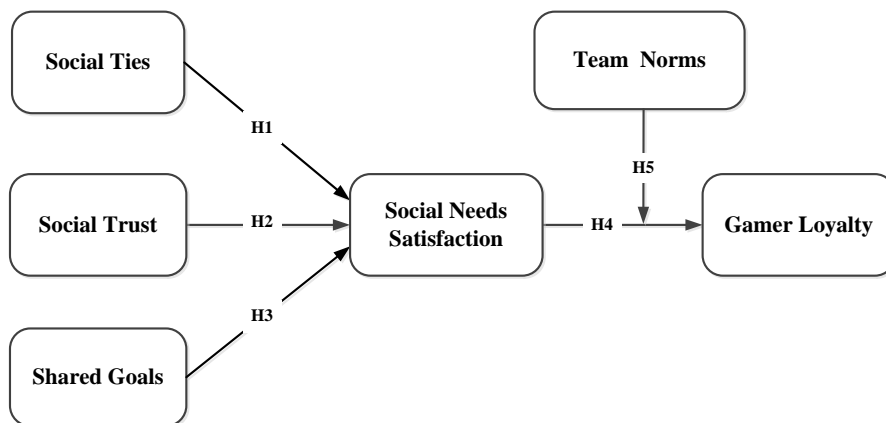 Social Ties
Team Norms
H1
H5
Social Trust
H2
Social Needs
Satisfaction
H4
Gamer Loyalty
H3
Shared Goals